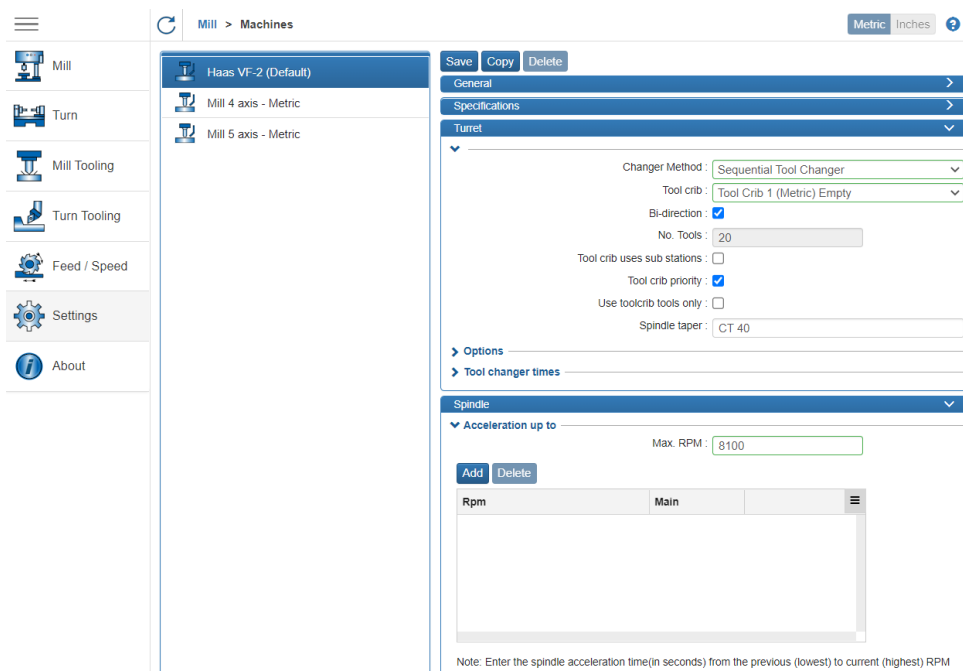 Mill > Machines
Metric Inches ?
Mill
Turn
Mill Tooling
Turn Tooling
Feed / Speed
Settings
About
Haas VF-2 (Default)
Mill 4 axis - Metric
Mill 5 axis - Metric
Save Copy Delete
General
Specifications
Turret
Changer Method : Sequential Tool Changer
Tool crib : Tool Crib 1 (Metric) Empty
Bi-direction :
No. Tools : 20
Tool crib uses sub stations :
Tool crib priority :
Use toolcrib tools only :
Spindle taper : CT 40
Options
Tool changer times
Spindle
Acceleration up to
Max. RPM : 8100
Add Delete
Rpm Main
Note: Enter the spindle acceleration time(in seconds) from the previous (lowest) to current (highest) RPM